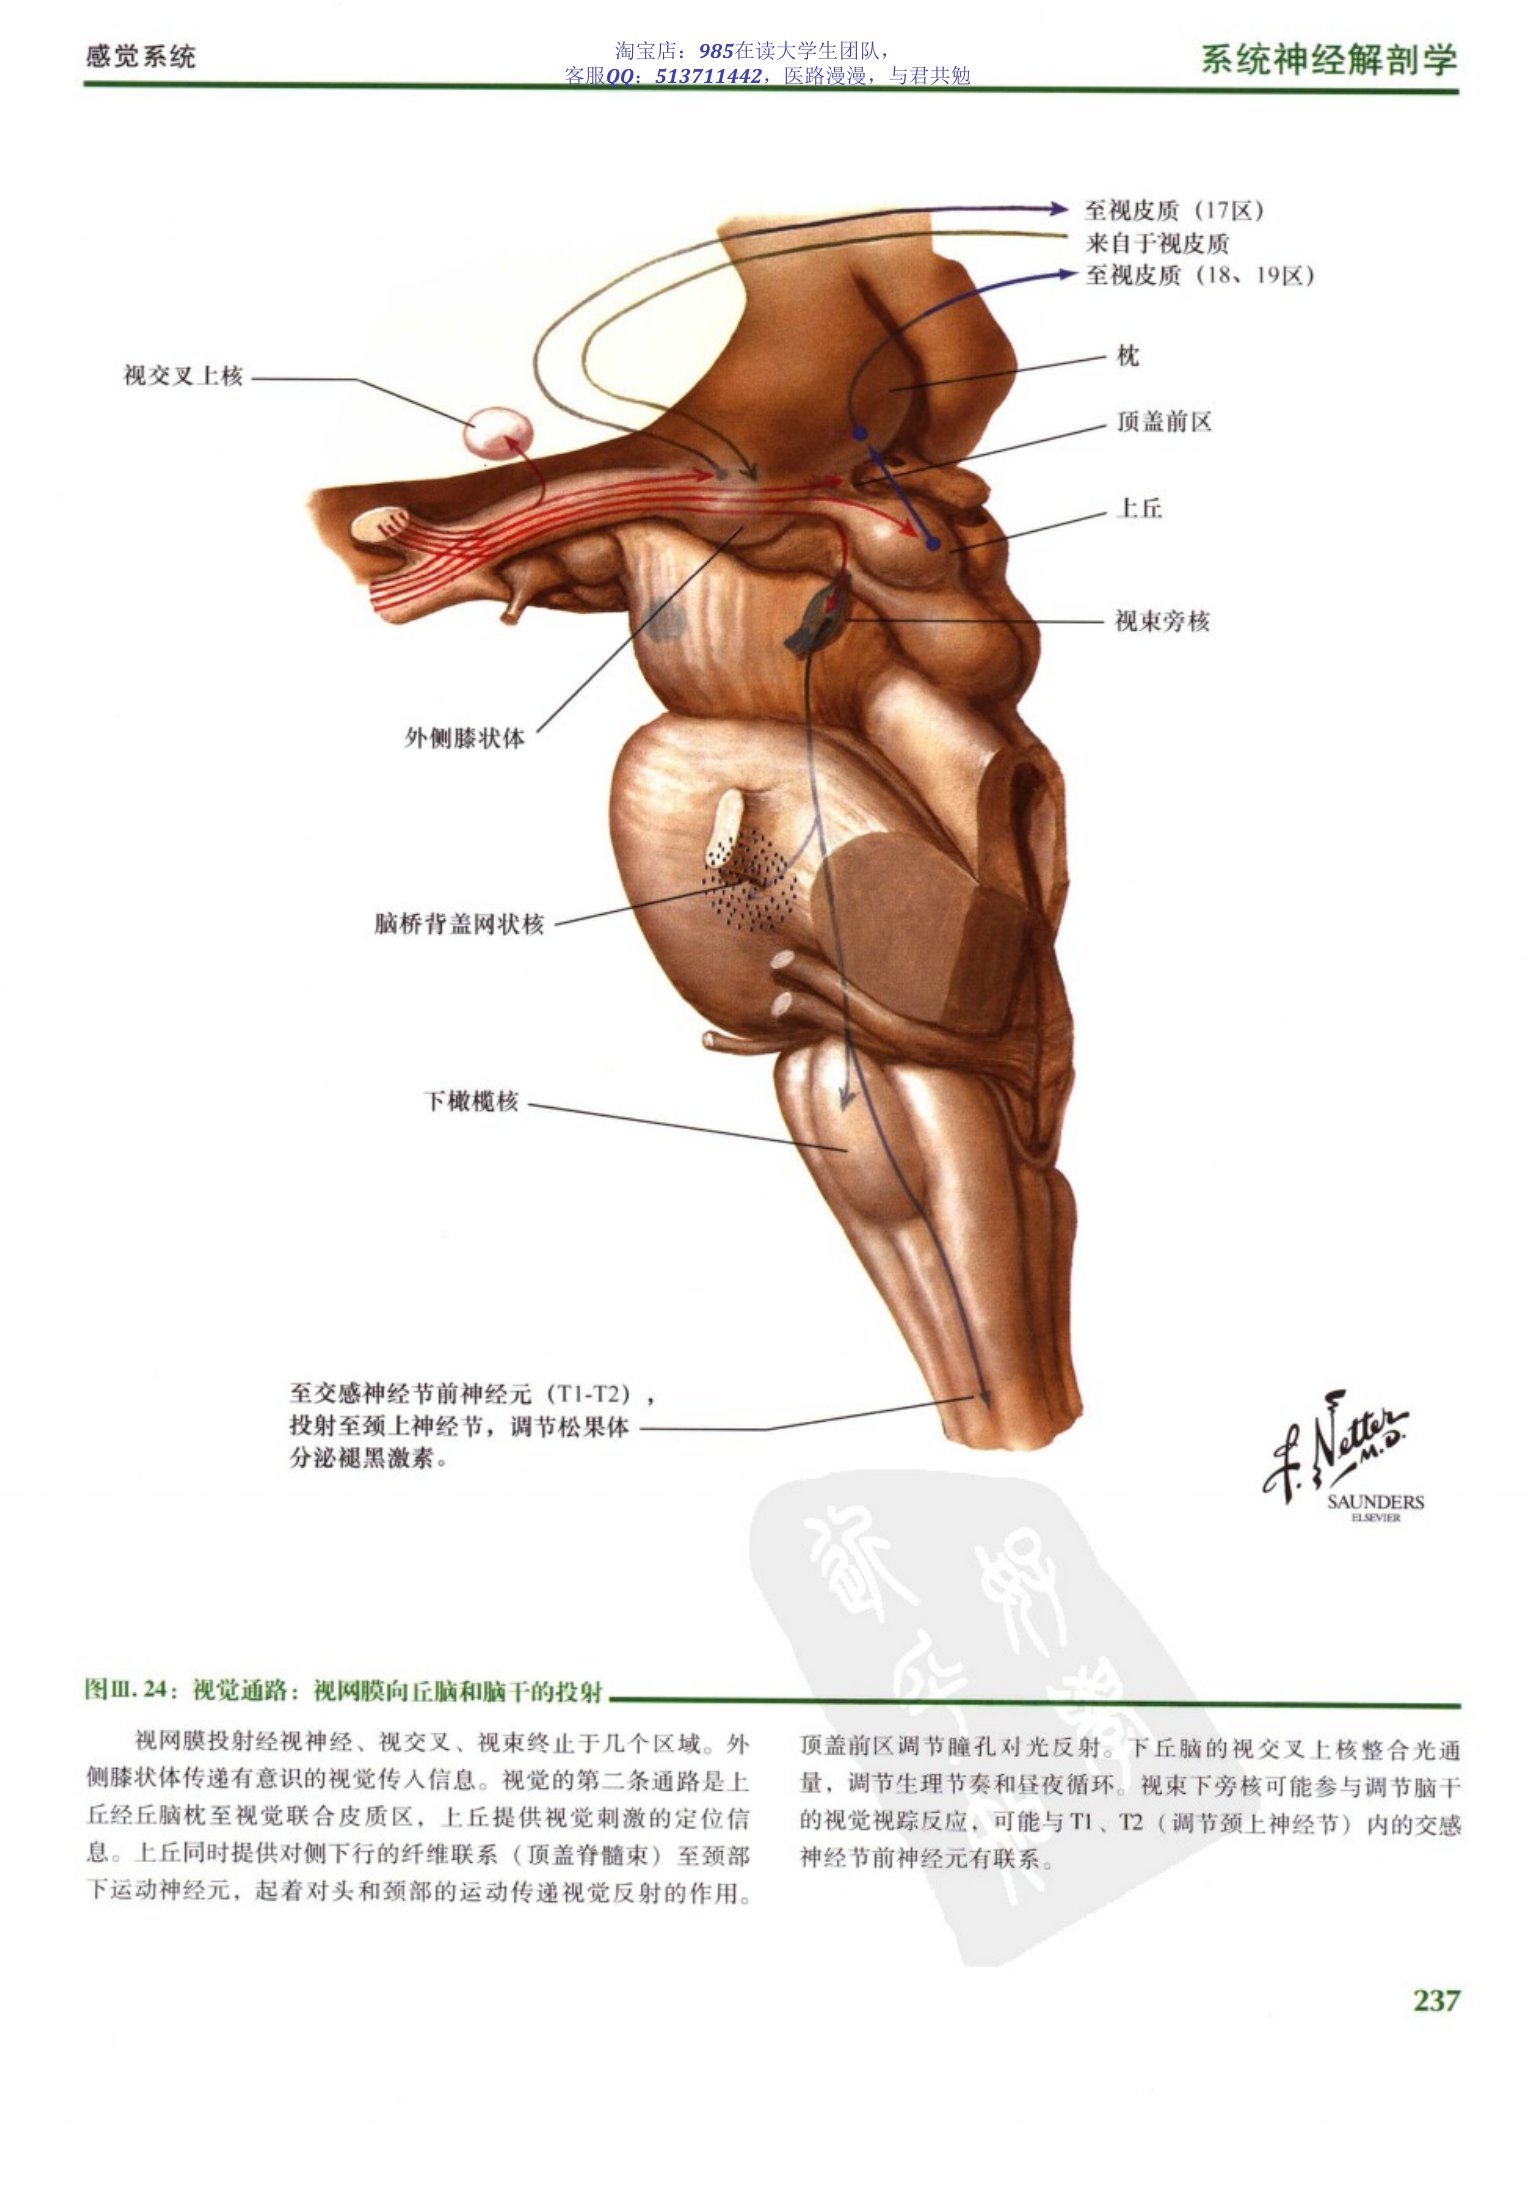 感觉系统
淘宝店：985在读大学生团队，
客服QQ：513711442，医路漫漫，与君共勉
系统神经解剖学
至视皮质（17区）
来自于视皮质
至视皮质（18、19区）
枕
视交叉上核
顶盖前区
上丘
视束旁核
外侧膝状体
脑桥背盖网状核
下橄榄核
至交感神经节前神经元（T1-T2），
投射至颈上神经节，调节松果体
分泌褪黑激素。
F. Netter
M.D.
SAUNDERS
ELSEVIER
图Ⅲ.24：视觉通路：视网膜向丘脑和脑干的投射
视网膜投射经视神经、视交叉、视束终止于几个区域。外
侧膝状体传递有意识的视觉传入信息。视觉的第二条通路是上
丘经丘脑枕至视觉联合皮质区，上丘提供视觉刺激的定位信
息。上丘同时提供对侧下行的纤维联系（顶盖脊髓束）至颈部
下运动神经元，起着对头和颈部的运动传递视觉反射的作用。
顶盖前区调节瞳孔对光反射。下丘脑的视交叉上核整合光通
量，调节生理节奏和昼夜循环。视束下旁核可能参与调节脑干
的视觉视踪反应，可能与T1、T2（调节颈上神经节）内的交感
神经节前神经元有联系。
237